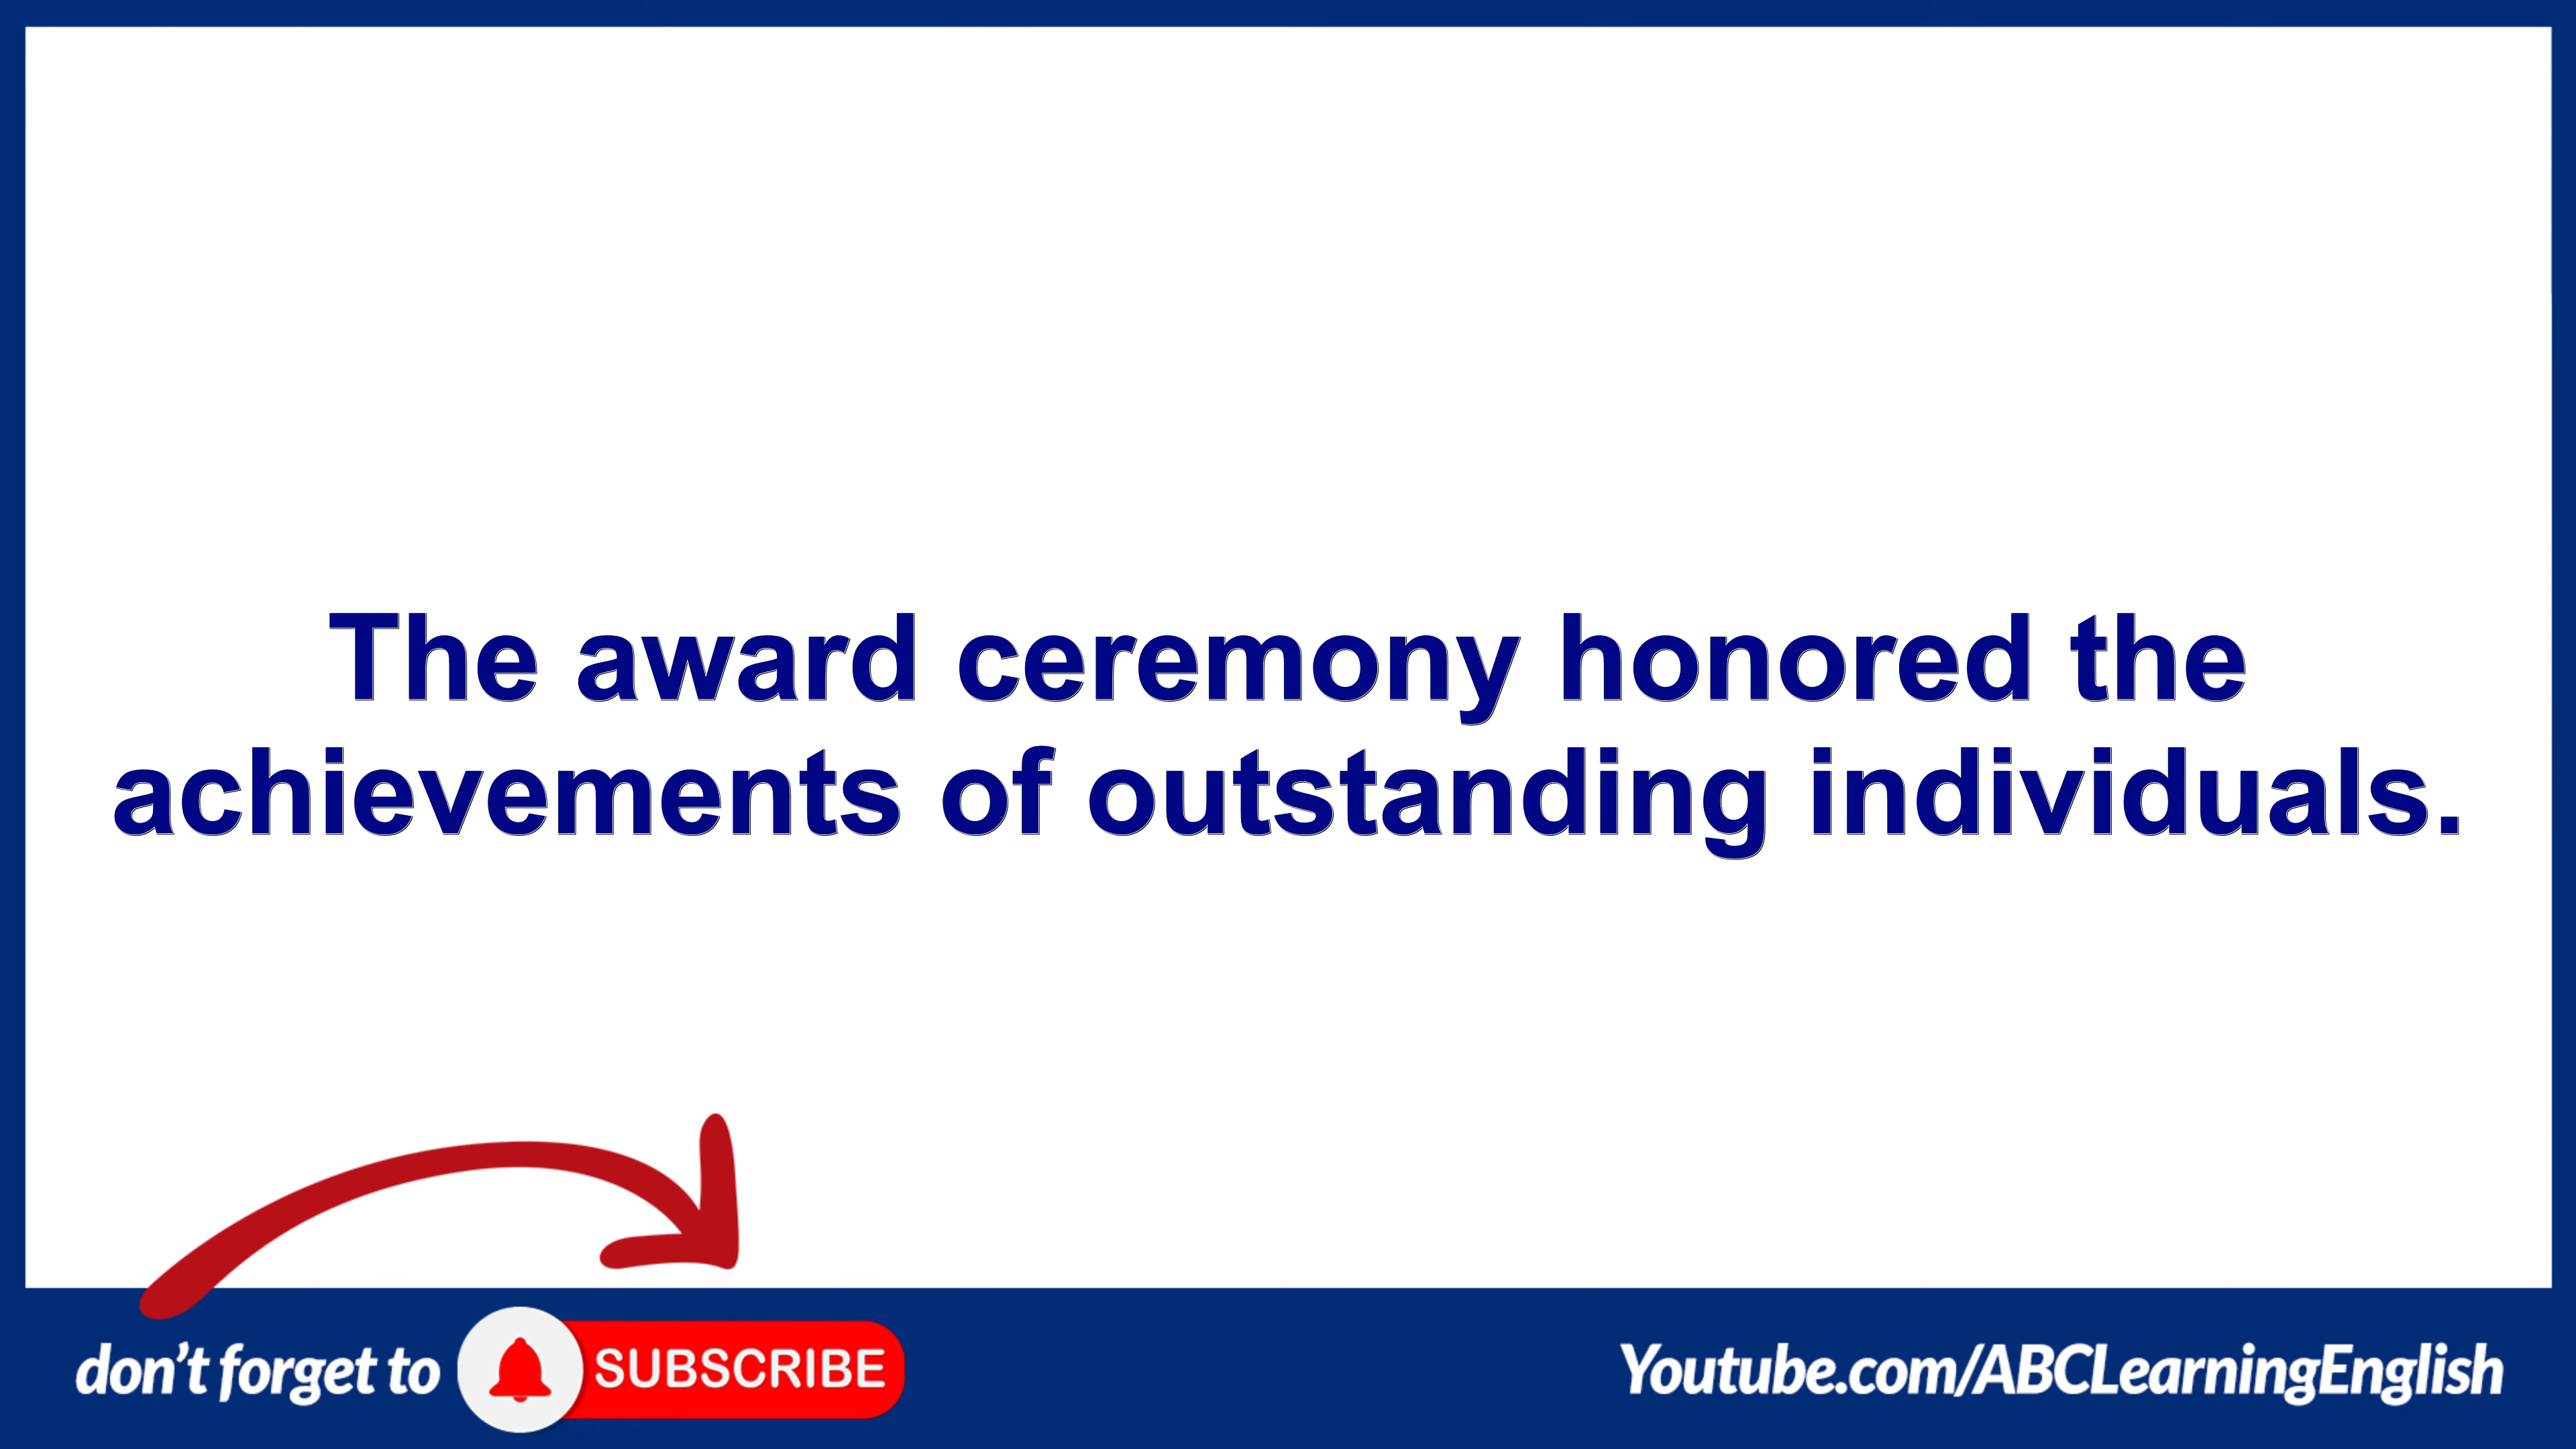 The award ceremony honored the
achievements of outstanding individuals.
don't forget to SUBSCRIBE
Youtube.com/ABCLearningEnglish